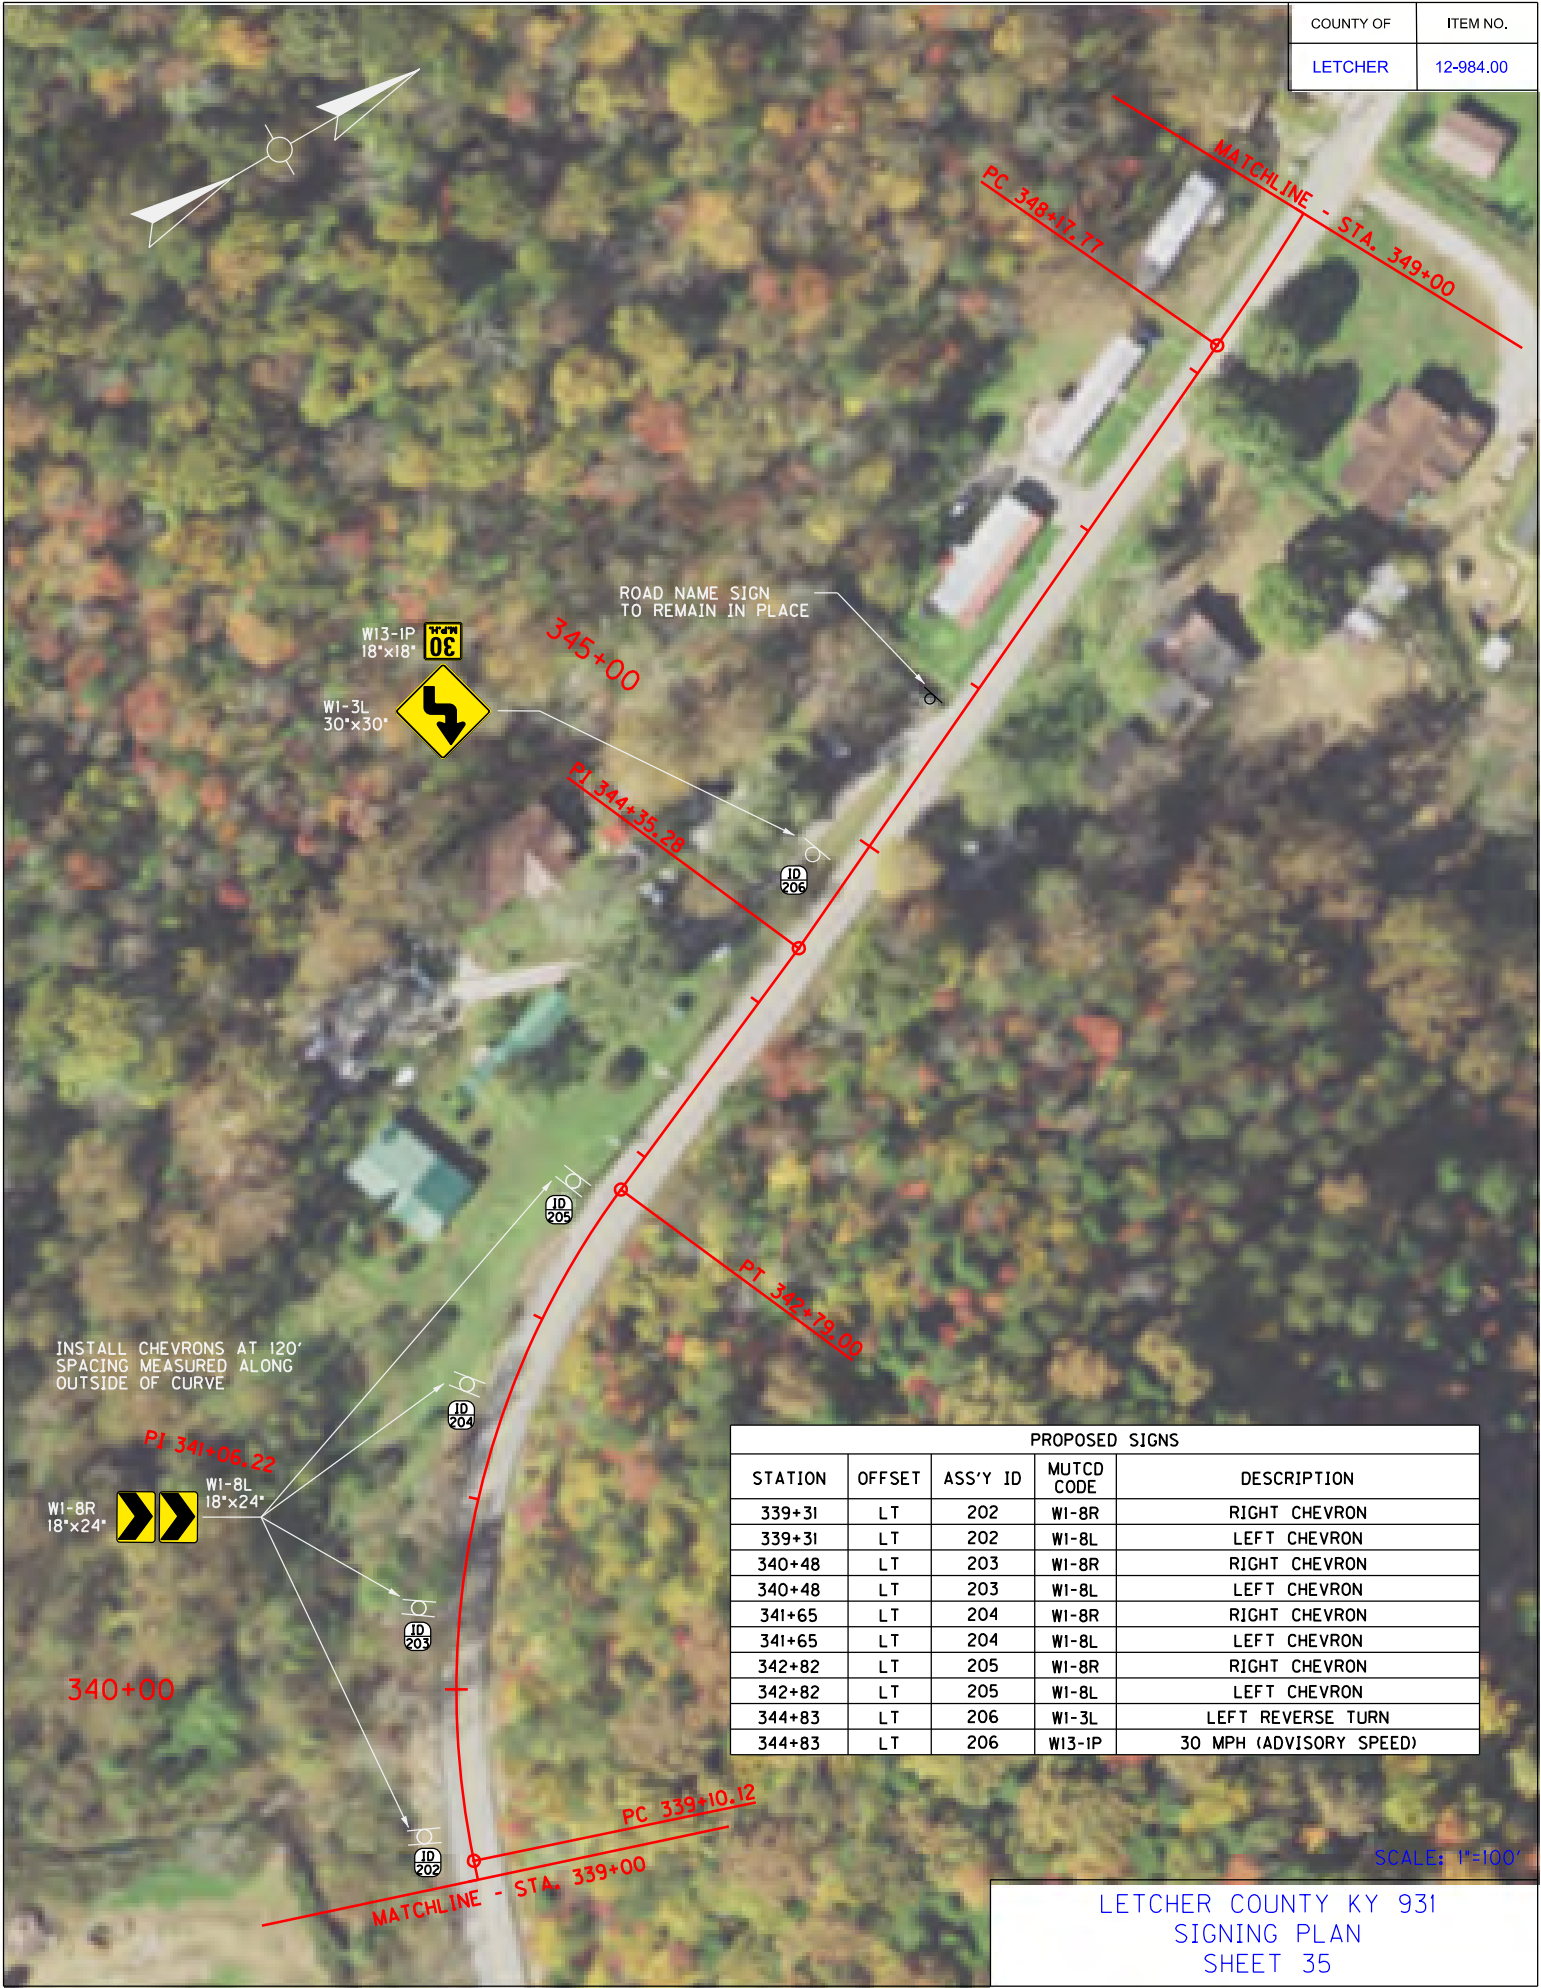 COUNTY OF ITEM NO.
LETCHER 12-984.00
MATCHLINE - STA. 349+00
PC 348+17.77
ROAD NAME SIGN
TO REMAIN IN PLACE
345+00
W13-1P
18"x18"
30
M.P.H.
W1-3L
30"x30"
PI 344+35.28
ID
206
ID
205
PT 342+79.00
INSTALL CHEVRONS AT 120'
SPACING MEASURED ALONG
OUTSIDE OF CURVE
ID
204
PI 341+06.22
W1-8L
18"x24"
W1-8R
18"x24"
ID
203
340+00
PROPOSED SIGNS
STATION OFFSET ASS'Y ID MUTCD CODE DESCRIPTION
339+31 LT 202 W1-8R RIGHT CHEVRON
339+31 LT 202 W1-8L LEFT CHEVRON
340+48 LT 203 W1-8R RIGHT CHEVRON
340+48 LT 203 W1-8L LEFT CHEVRON
341+65 LT 204 W1-8R RIGHT CHEVRON
341+65 LT 204 W1-8L LEFT CHEVRON
342+82 LT 205 W1-8R RIGHT CHEVRON
342+82 LT 205 W1-8L LEFT CHEVRON
344+83 LT 206 W1-3L LEFT REVERSE TURN
344+83 LT 206 W13-1P 30 MPH (ADVISORY SPEED)
PC 339+10.12
ID
202
MATCHLINE - STA. 339+00
SCALE: 1"=100'
LETCHER COUNTY KY 931
SIGNING PLAN
SHEET 35